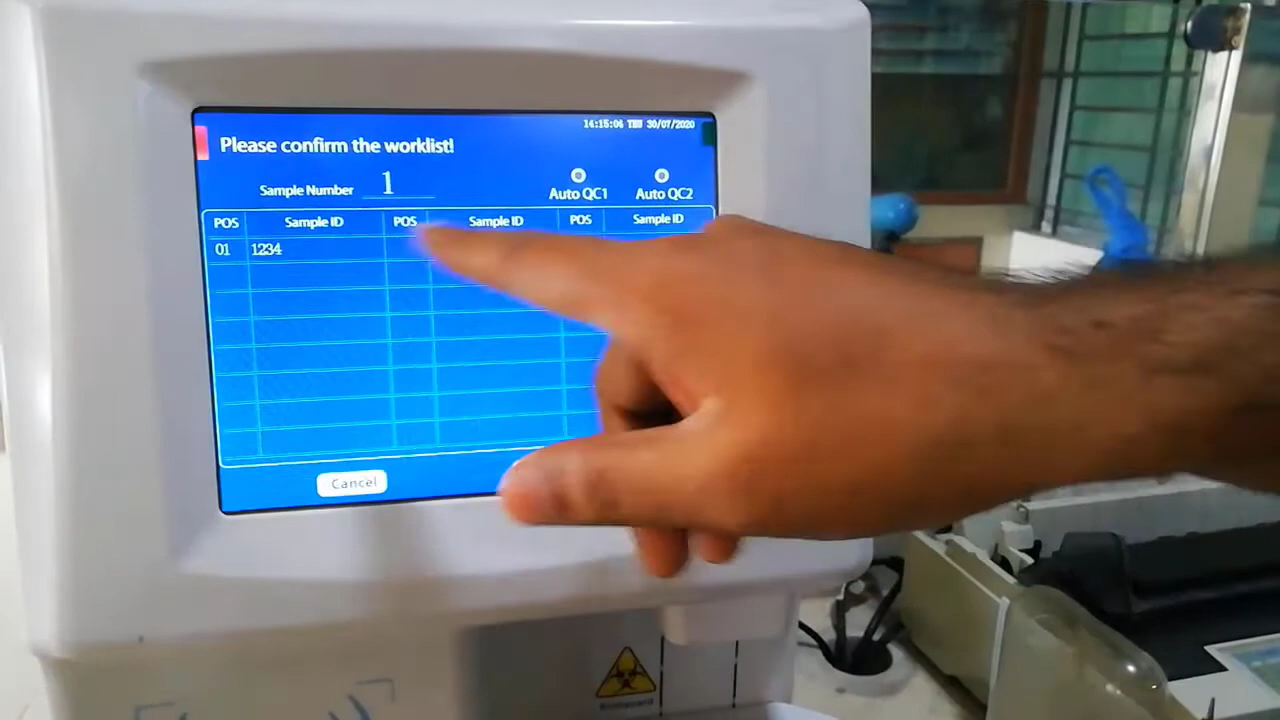 14:15:06 THU 30/07/2020
Please confirm the worklist!
Sample Number 1
Auto QC1 Auto QC2
POS Sample ID POS Sample ID POS Sample ID
01 1234
Cancel